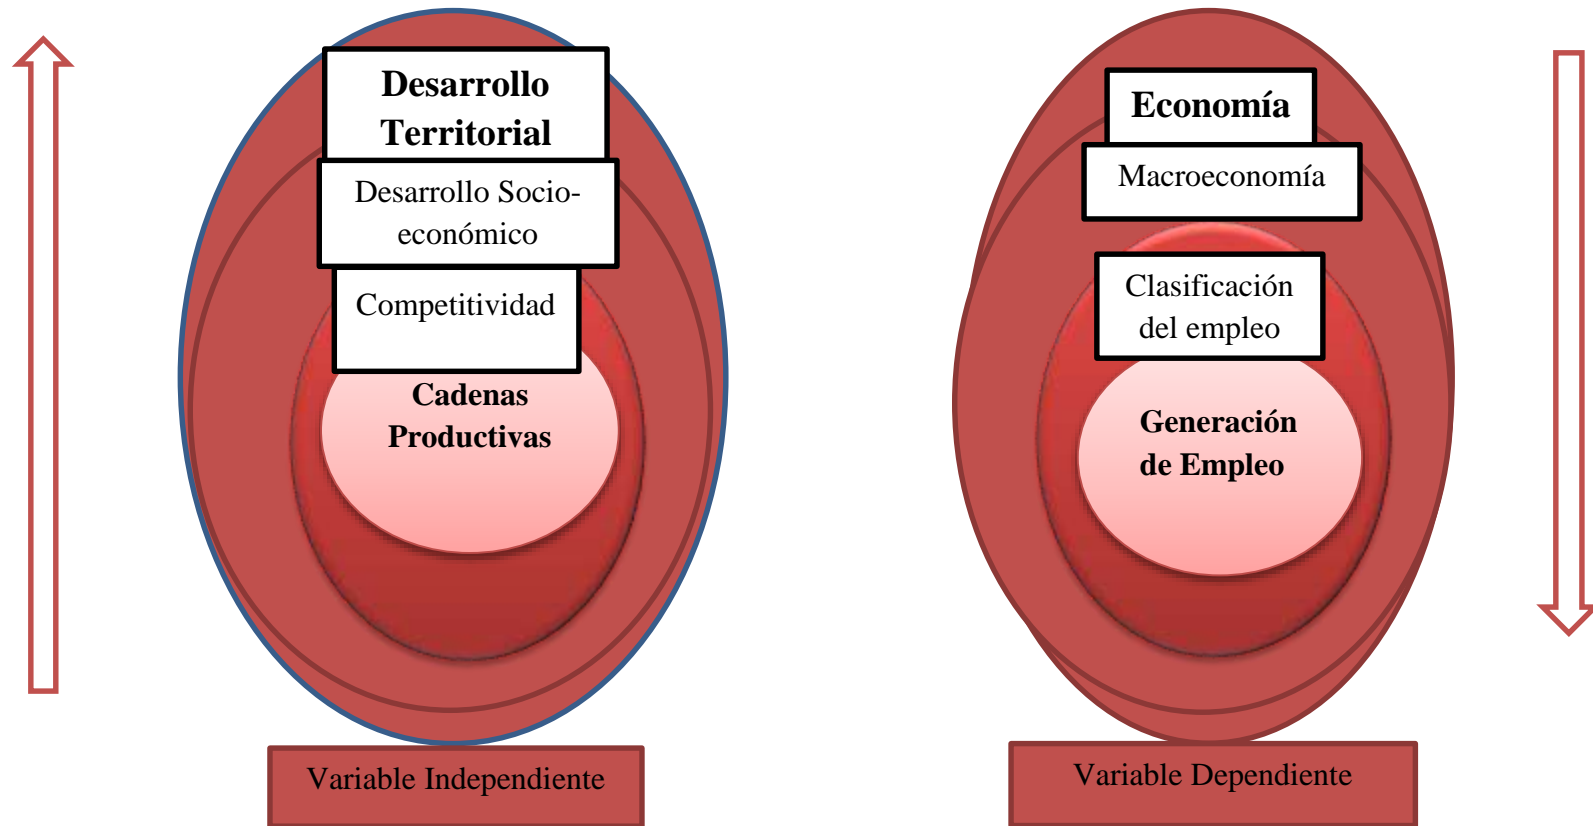 Desarrollo
Territorial
Desarrollo Socio-
económico
Competitividad
Cadenas
Productivas
Variable Independiente
Economía
Macroeconomía
Clasificación
del empleo
Generación
de Empleo
Variable Dependiente